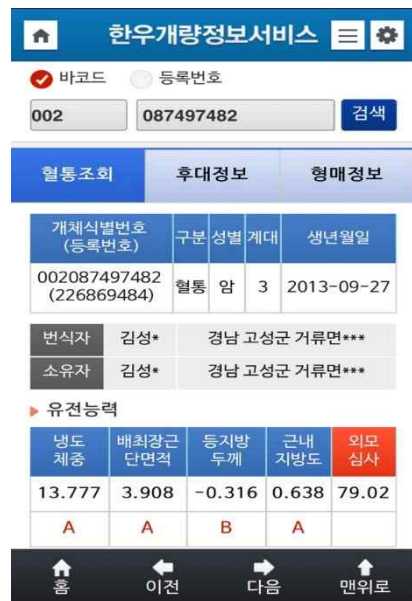 한우개량정보서비스
바코드 등록번호
002 087497482 검색
혈통조회 후대정보 형매정보
개체식별번호 구분 성별 계대 생년월일
(등록번호)
002087497482 혈통 암 3 2013-09-27
(226869484)
번식자 김성* 경남 고성군 거류면***
소유자 김성* 경남 고성군 거류면***
유전능력
냉도 배최장근 등지방 근내 외모
체중 단면적 두께 지방도 심사
13.777 3.908 -0.316 0.638 79.02
A A B A
홈 이전 다음 맨위로